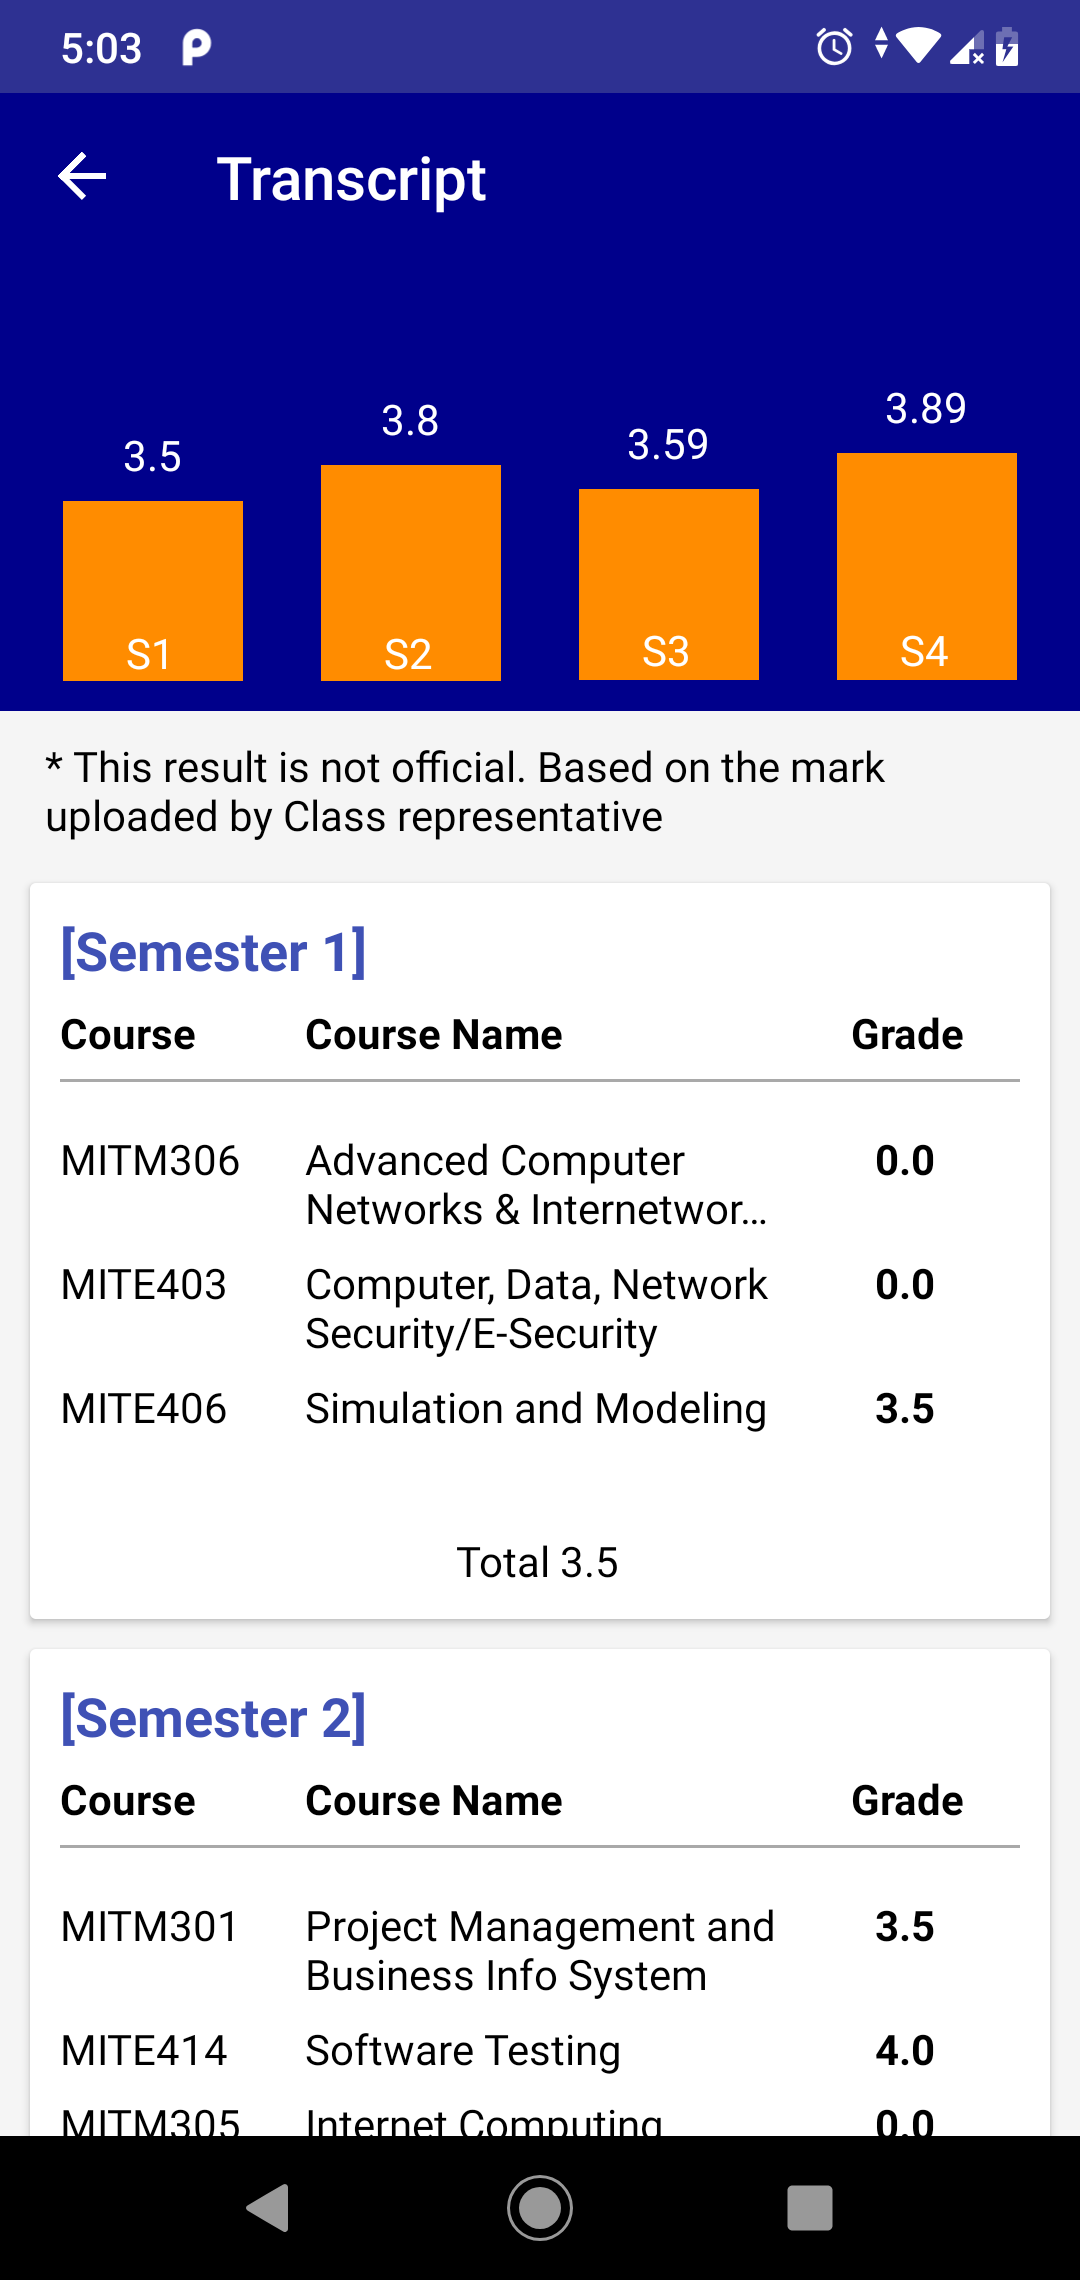 5:03
Transcript
3.5
3.8
3.59
3.89
S1
S2
S3
S4
* This result is not official. Based on the mark
uploaded by Class representative
[Semester 1]
Course Course Name Grade
MITM306 Advanced Computer 0.0
Networks & Internetwor...
MITE403 Computer, Data, Network 0.0
Security/E-Security
MITE406 Simulation and Modeling 3.5
Total 3.5
[Semester 2]
Course Course Name Grade
MITM301 Project Management and 3.5
Business Info System
MITE414 Software Testing 4.0
MITM305 Internet Computing 0.0